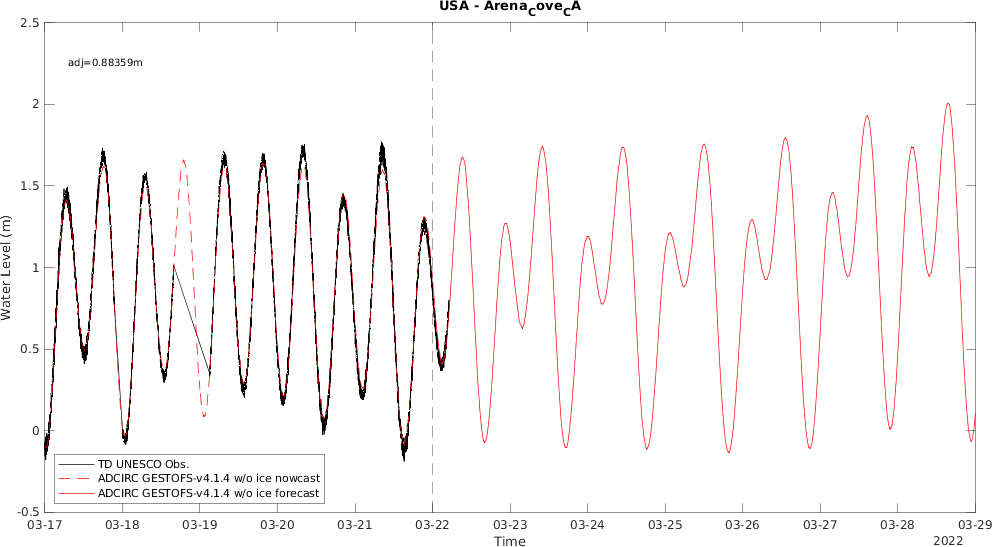 USA - ArenaCoveCA
adj=0.88359m
2.5
2
1.5
1
0.5
0
-0.5
Water Level (m)
TD UNESCO Obs.
ADCIRC GESTOFS-v4.1.4 w/o ice nowcast
ADCIRC GESTOFS-v4.1.4 w/o ice forecast
03-17 03-18 03-19 03-20 03-21 03-22 03-23 03-24 03-25 03-26 03-27 03-28 03-29
Time
2022